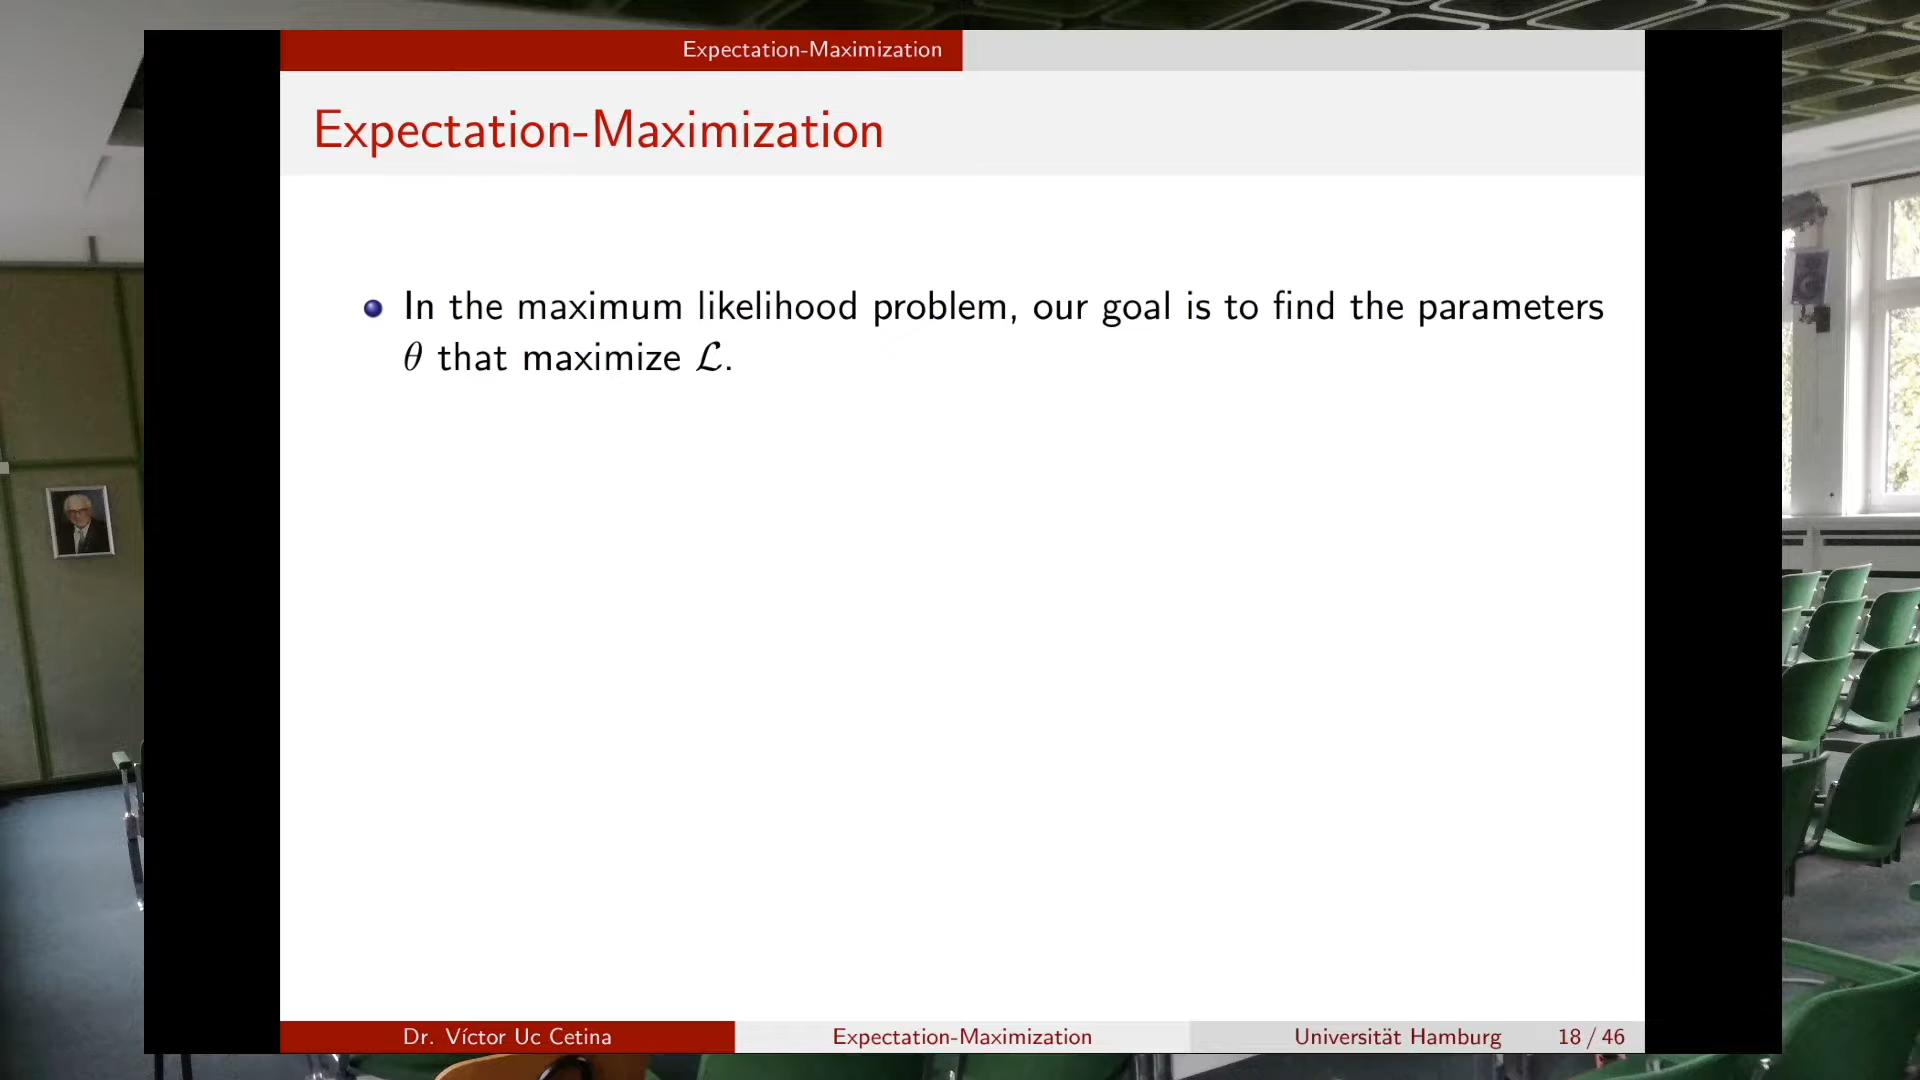 Expectation-Maximization
Expectation-Maximization
In the maximum likelihood problem, our goal is to find the parameters
θ that maximize ℒ.
Dr. Víctor Uc Cetina
Expectation-Maximization
Universität Hamburg
18 / 46